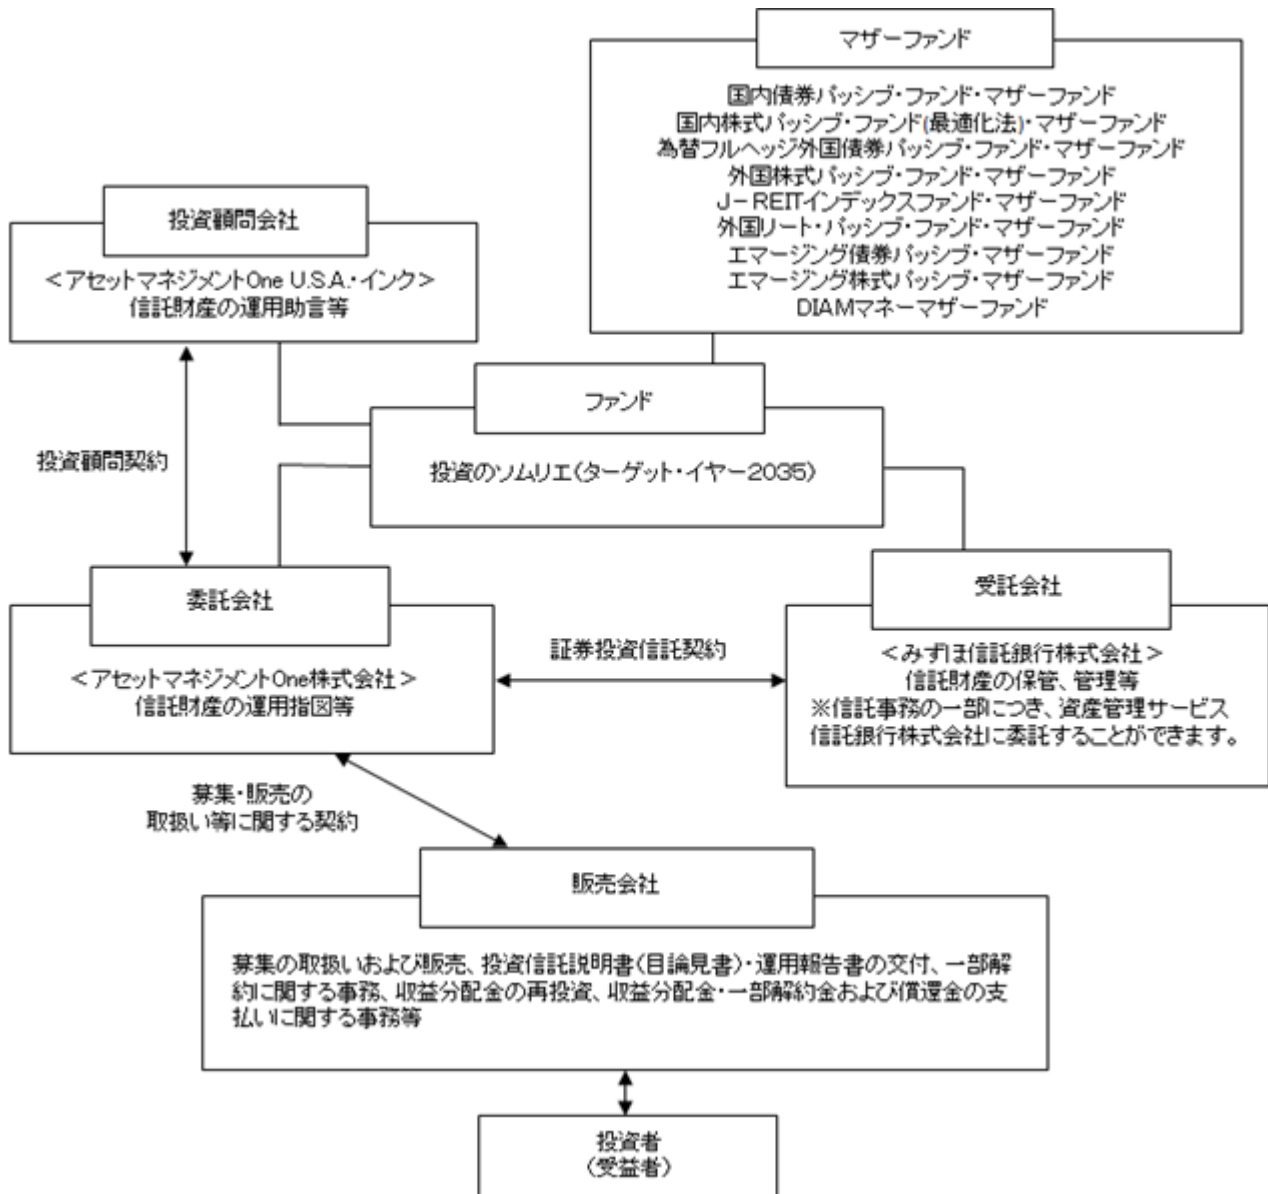 マザーファンド
国内債券パッシブ・ファンド・マザーファンド
国内株式パッシブ・ファンド(最適化法)・マザーファンド
為替フルヘッジ外国債券パッシブ・ファンド・マザーファンド
外国株式パッシブ・ファンド・マザーファンド
J-REITインデックスファンド・マザーファンド
外国リート・パッシブ・ファンド・マザーファンド
エマージング債券パッシブ・マザーファンド
エマージング株式パッシブ・マザーファンド
DIAMマネーマザーファンド
投資顧問会社
<アセットマネジメントOne U.S.A.・インク>
信託財産の運用助言等
ファンド
投資のソムリエ(ターゲット・イヤー2035)
投資顧問契約
委託会社
<アセットマネジメントOne株式会社>
信託財産の運用指図等
証券投資信託契約
受託会社
<みずほ信託銀行株式会社>
信託財産の保管、管理等
※信託事務の一部につき、資産管理サービス
信託銀行株式会社に委託することができます。
募集・販売の
取扱い等に関する契約
販売会社
募集の取扱いおよび販売、投資信託説明書(目論見書)・運用報告書の交付、一部解
約に関する事務、収益分配金の再投資、収益分配金・一部解約金および償還金の支
払いに関する事務等
投資者
(受益者)